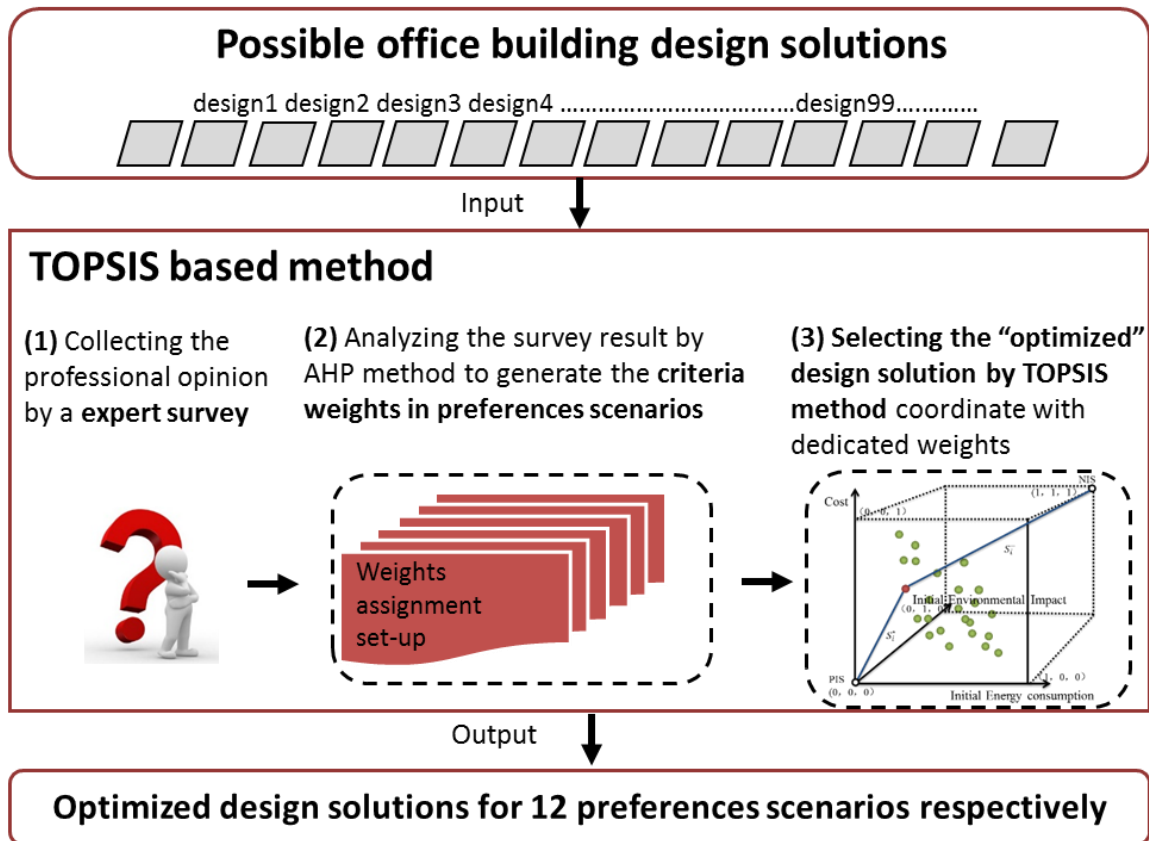 Possible office building design solutions
design1 design2 design3 design4 ……………………………….…design99….………
Input
TOPSIS based method
(1) Collecting the
professional opinion
by a expert survey
(2) Analyzing the survey result by
AHP method to generate the criteria
weights in preferences scenarios
(3) Selecting the “optimized”
design solution by TOPSIS
method coordinate with
dedicated weights
Weights
assignment
set-up
NIS
(1, 1, 1)
Cost
(0, 0, 1)
S_i^-
Initial Environmental Impact
(0, 1, 0)
S_i^+
PIS
(0, 0, 0)
(1, 0, 0)
Initial Energy consumption
Output
Optimized design solutions for 12 preferences scenarios respectively